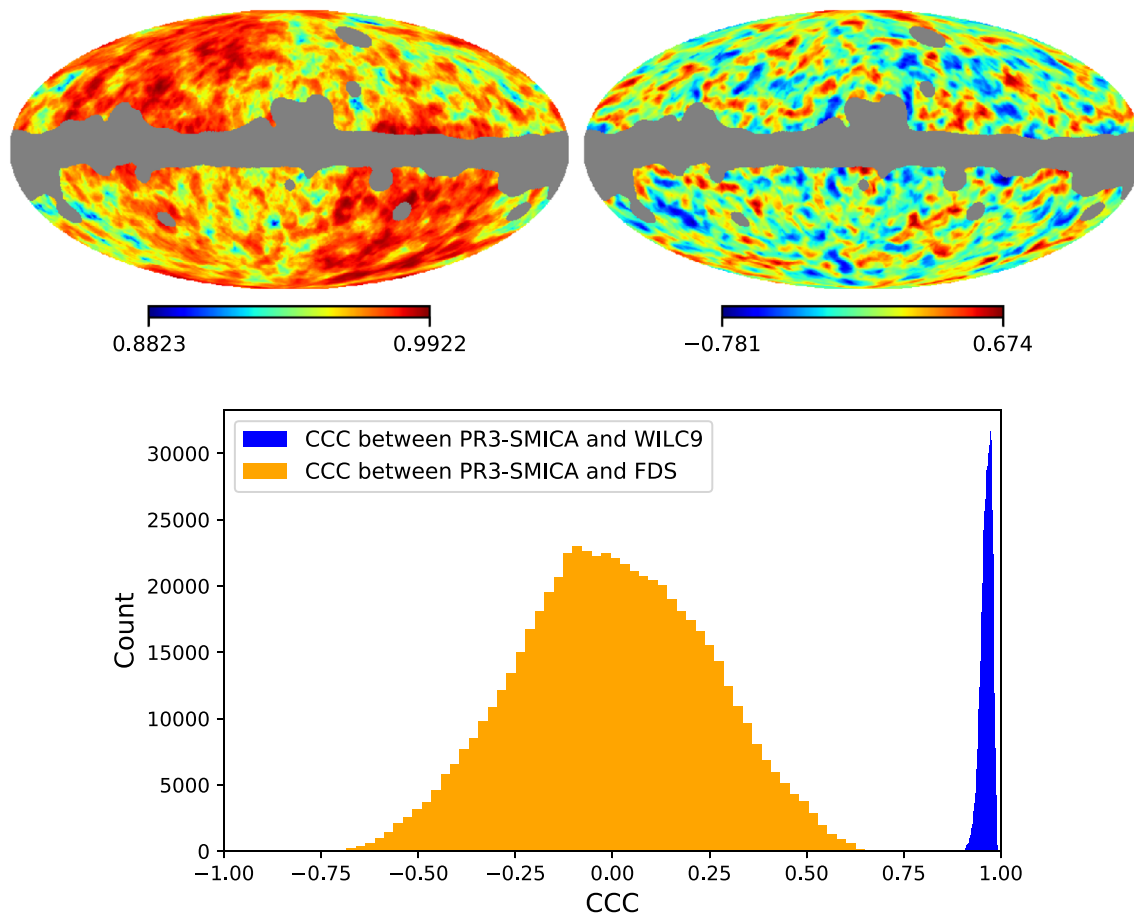 0.8823 0.9922 −0.781 0.674
CCC between PR3-SMICA and WILC9
CCC between PR3-SMICA and FDS
30000
25000
20000
15000
10000
5000
0
Count
−1.00 −0.75 −0.50 −0.25 0.00 0.25 0.50 0.75 1.00
CCC